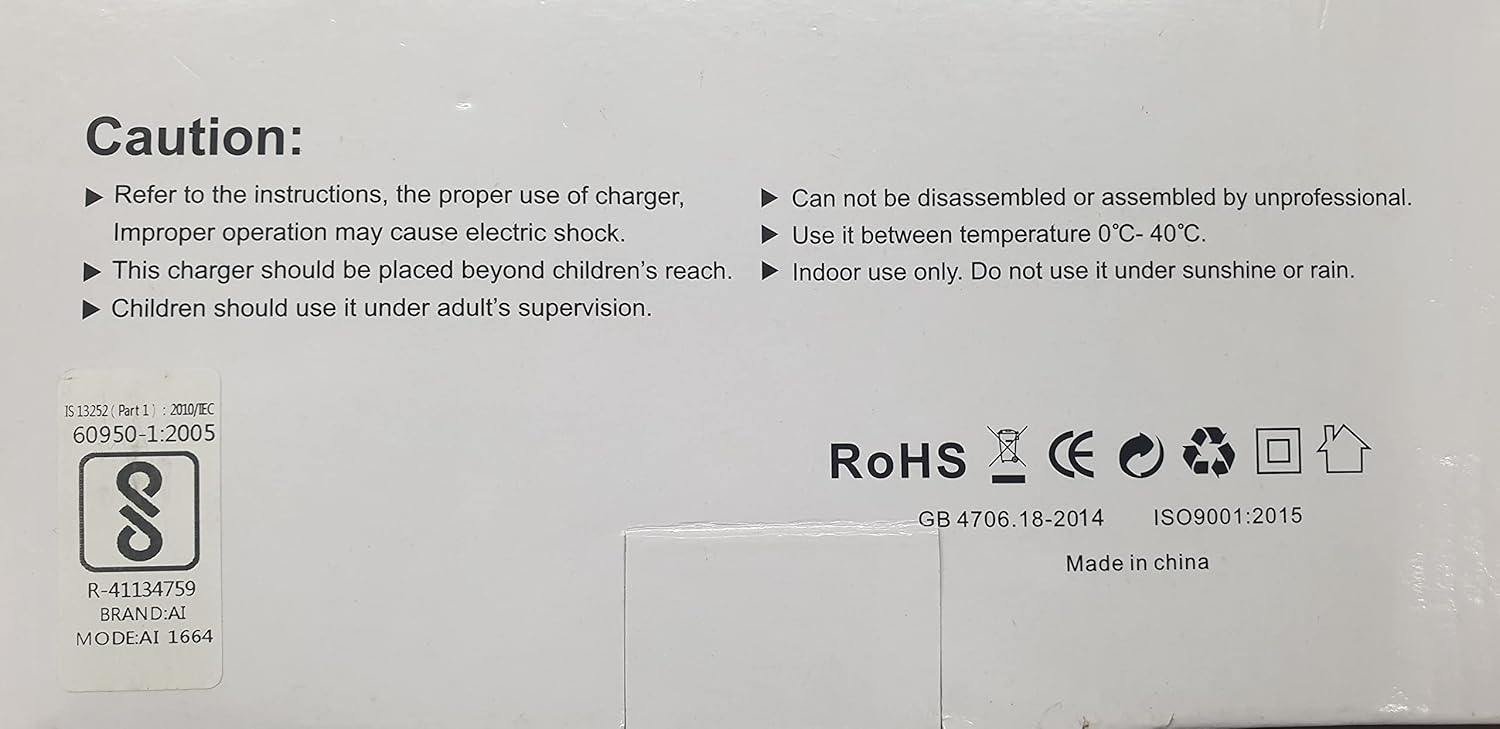 Caution:
▶ Refer to the instructions, the proper use of charger,
Improper operation may cause electric shock.
▶ This charger should be placed beyond children's reach.
▶ Children should use it under adult's supervision.
▶ Can not be disassembled or assembled by unprofessional.
▶ Use it between temperature 0℃- 40℃.
▶ Indoor use only. Do not use it under sunshine or rain.
IS 13252 ( Part 1 ) : 2010/IEC
60950-1:2005
R-41134759
BRAND:AI
MODE:AI 1664
RoHS CE
GB 4706.18-2014 ISO9001:2015
Made in china